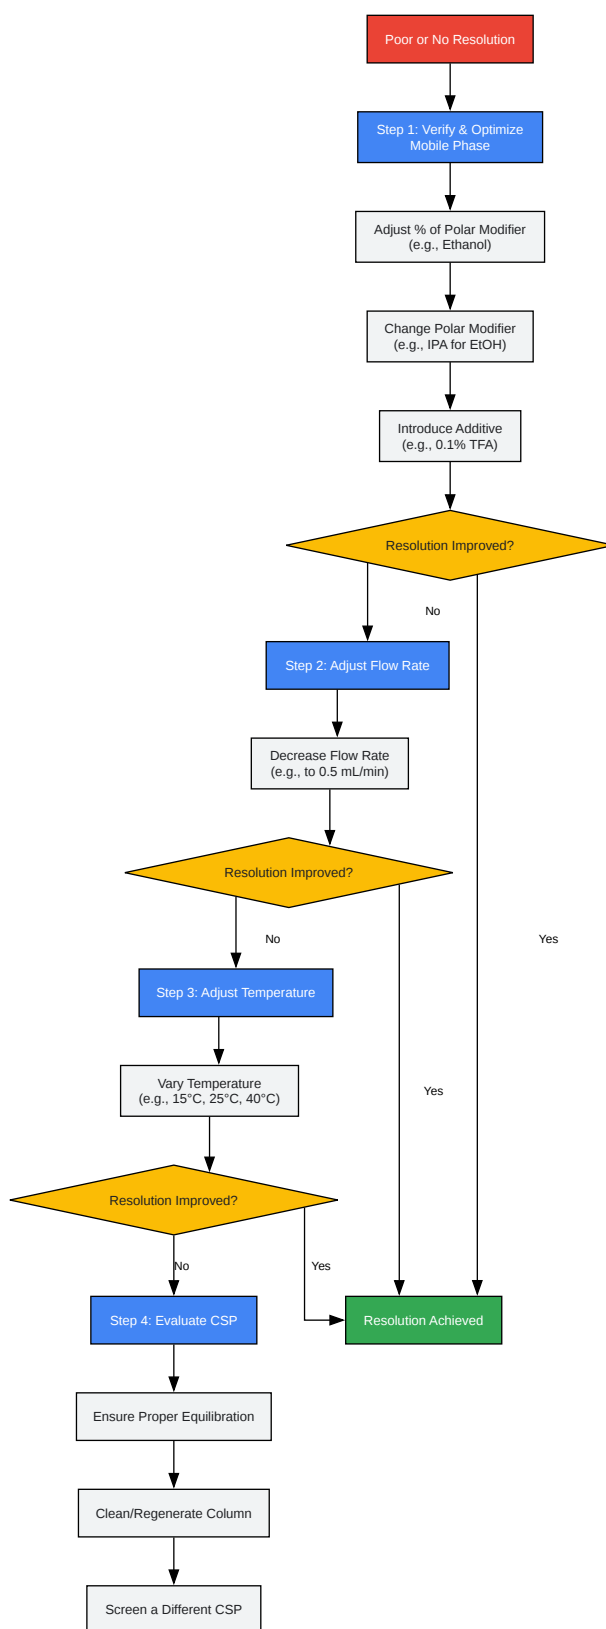 Poor or No Resolution
Step 1: Verify & Optimize
Mobile Phase
Adjust % of Polar Modifier
(e.g., Ethanol)
Change Polar Modifier
(e.g., IPA for EtOH)
Introduce Additive
(e.g., 0.1% TFA)
Resolution Improved?
No
Step 2: Adjust Flow Rate
Decrease Flow Rate
(e.g., to 0.5 mL/min)
Resolution Improved?
No
Yes
Step 3: Adjust Temperature
Vary Temperature
(e.g., 15°C, 25°C, 40°C)
Yes
Resolution Improved?
No
Yes
Step 4: Evaluate CSP
Resolution Achieved
Ensure Proper Equilibration
Clean/Regenerate Column
Screen a Different CSP